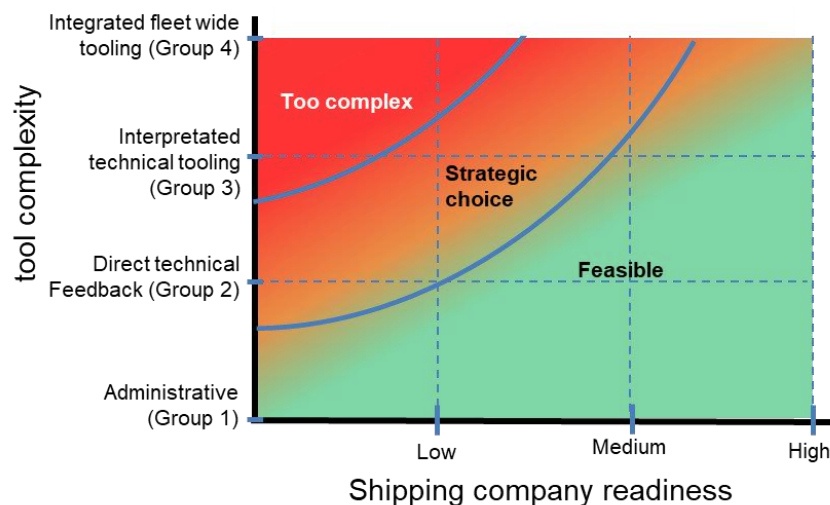 Integrated fleet wide
tooling (Group 4)
Too complex
Interpretated
technical tooling
(Group 3)
Strategic
choice
tool complexity
Direct technical
Feedback (Group 2)
Feasible
Administrative
(Group 1)
Low
Medium
High
Shipping company readiness